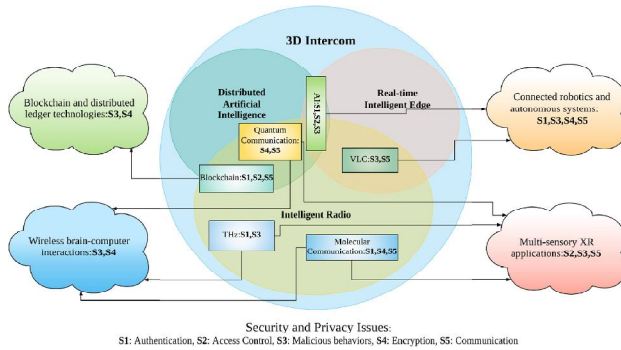 3D Intercom
Blockchain and distributed
ledger technologies:S3,S4
Distributed
Artificial
Intelligence
AI:S1,S2,S3
Real-time
Intelligent Edge
Connected robotics and
autonomous systems:
S1,S3,S4,S5
Quantum
Communication:
S4,S5
VLC:S3,S5
Blockchain:S1,S2,S5
Intelligent Radio
Wireless brain-computer
interactions:S3,S4
THz:S1,S3
Molecular
Communication:S1,S4,S5
Multi-sensory XR
applications:S2,S3,S5
Security and Privacy Issues:
S1: Authentication, S2: Access Control, S3: Malicious behaviors, S4: Encryption, S5: Communication